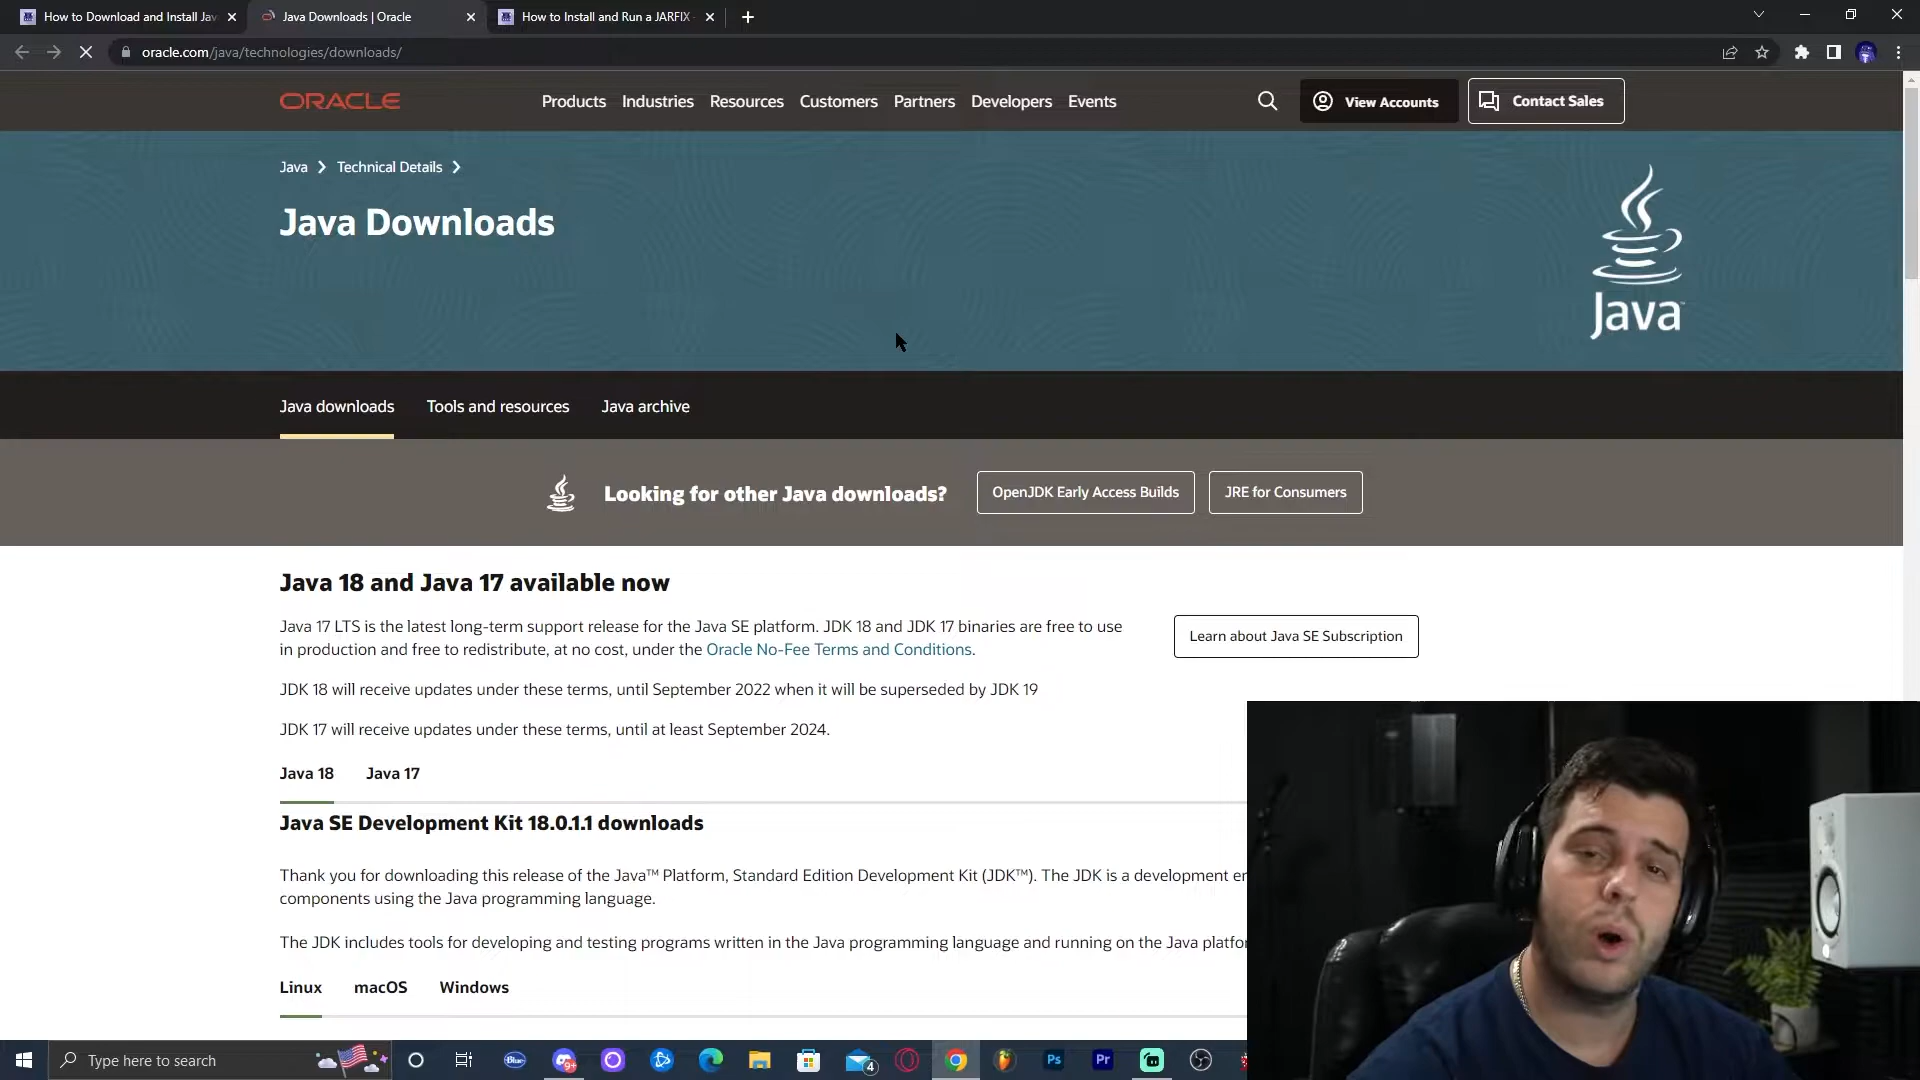 How to Download and Install Jav
Java Downloads | Oracle
How to Install and Run a JARFIX
oracle.com/java/technologies/downloads/
ORACLE
Products
Industries
Resources
Customers
Partners
Developers
Events
View Accounts
Contact Sales
Java
Technical Details
Java Downloads
Java
Java downloads
Tools and resources
Java archive
Looking for other Java downloads?
OpenJDK Early Access Builds
JRE for Consumers
Java 18 and Java 17 available now
Java 17 LTS is the latest long-term support release for the Java SE platform. JDK 18 and JDK 17 binaries are free to use
in production and free to redistribute, at no cost, under the Oracle No-Fee Terms and Conditions.
Learn about Java SE Subscription
JDK 18 will receive updates under these terms, until September 2022 when it will be superseded by JDK 19
JDK 17 will receive updates under these terms, until at least September 2024.
Java 18
Java 17
Java SE Development Kit 18.0.1.1 downloads
Thank you for downloading this release of the Java™ Platform, Standard Edition Development Kit (JDK™). The JDK is a development en
components using the Java programming language.
The JDK includes tools for developing and testing programs written in the Java programming language and running on the Java platfor
Linux
macOS
Windows
Type here to search
Blue
9+
4
Ps
Pr